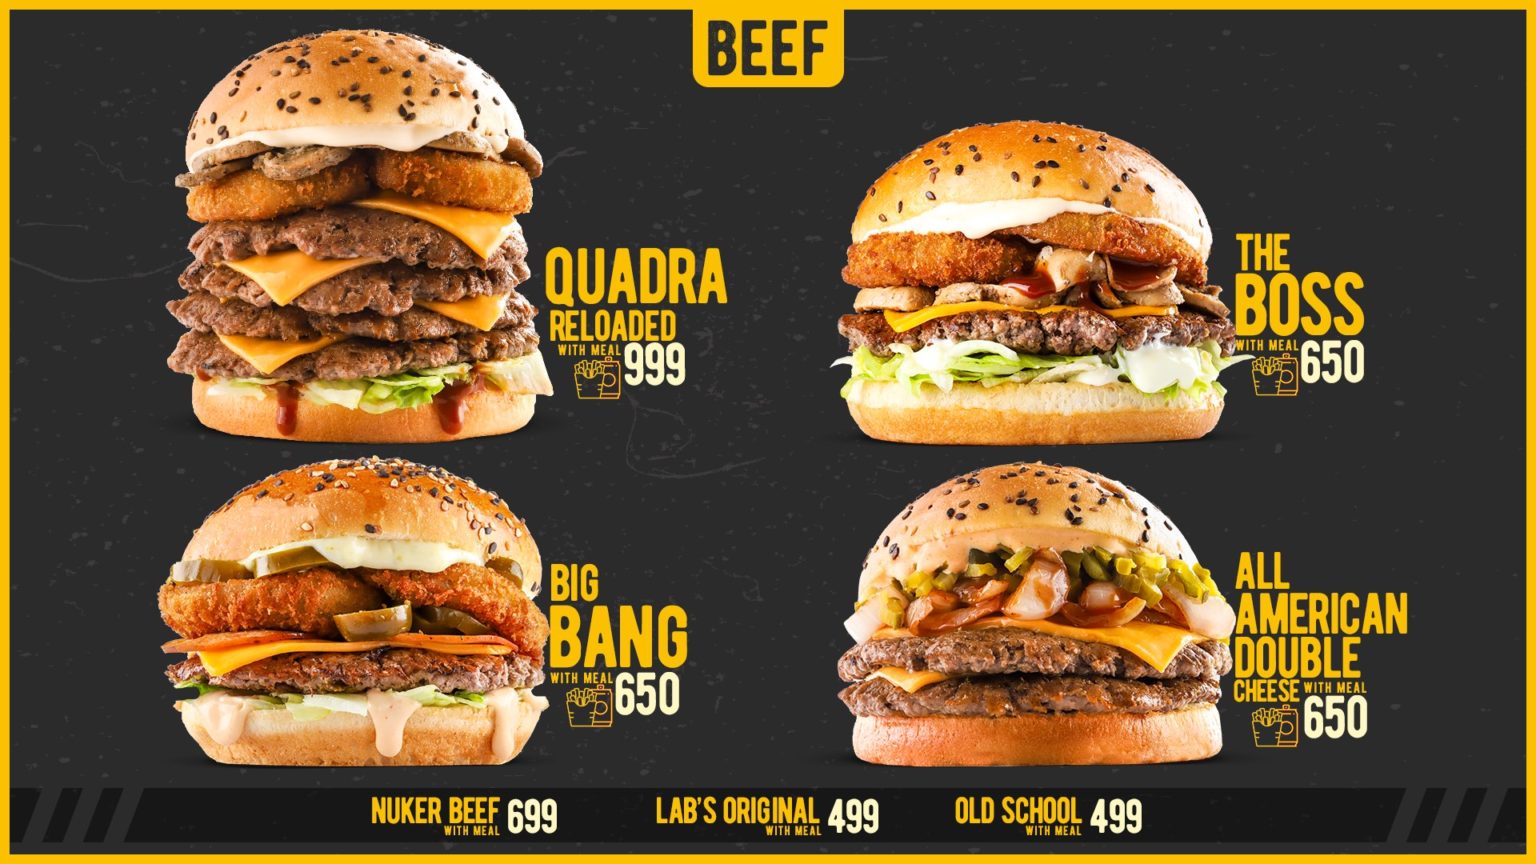 BEEF
QUADRA
RELOADED
WITH MEAL 999
THE
BOSS
WITH MEAL 650
BIG
BANG
WITH MEAL 650
ALL
AMERICAN
DOUBLE
CHEESE WITH MEAL
650
NUKER BEEF 699
WITH MEAL
LAB'S ORIGINAL 499
WITH MEAL
OLD SCHOOL 499
WITH MEAL